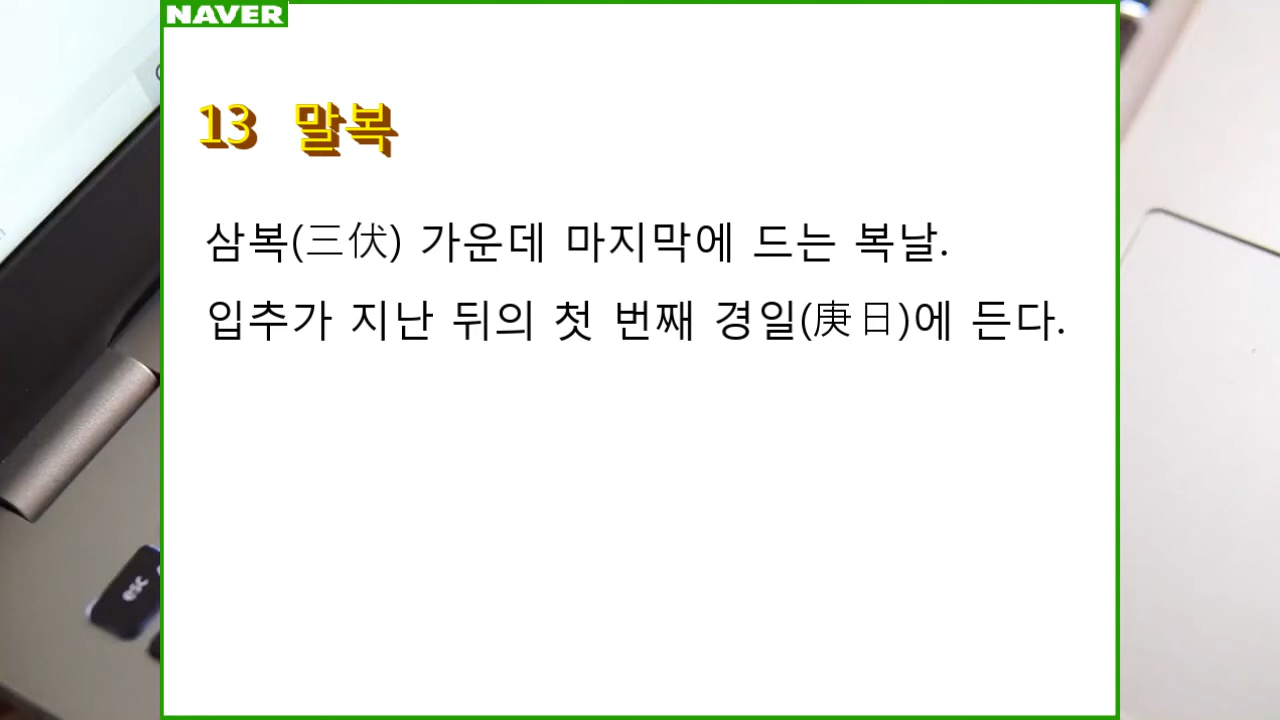 NAVER
13 말복
삼복(三伏) 가운데 마지막에 드는 복날.
입추가 지난 뒤의 첫 번째 경일(庚日)에 든다.
esc